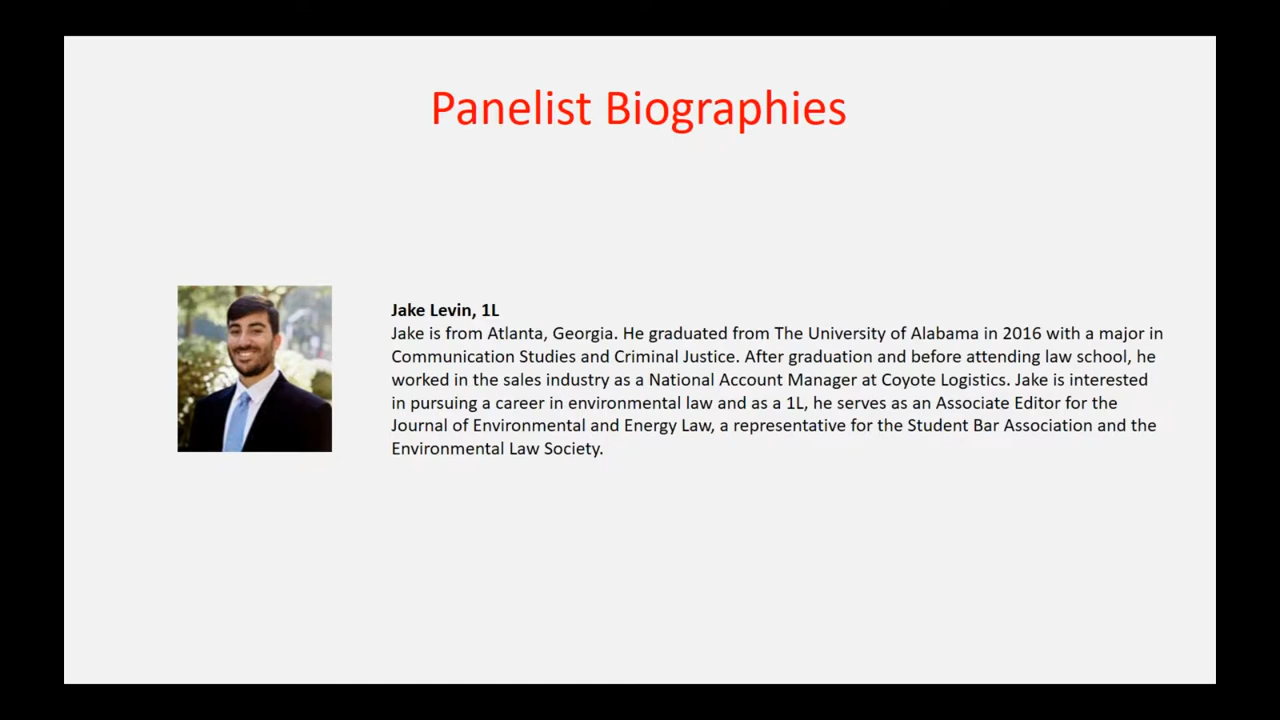 Panelist Biographies
Jake Levin, 1L
Jake is from Atlanta, Georgia. He graduated from The University of Alabama in 2016 with a major in
Communication Studies and Criminal Justice. After graduation and before attending law school, he
worked in the sales industry as a National Account Manager at Coyote Logistics. Jake is interested
in pursuing a career in environmental law and as a 1L, he serves as an Associate Editor for the
Journal of Environmental and Energy Law, a representative for the Student Bar Association and the
Environmental Law Society.